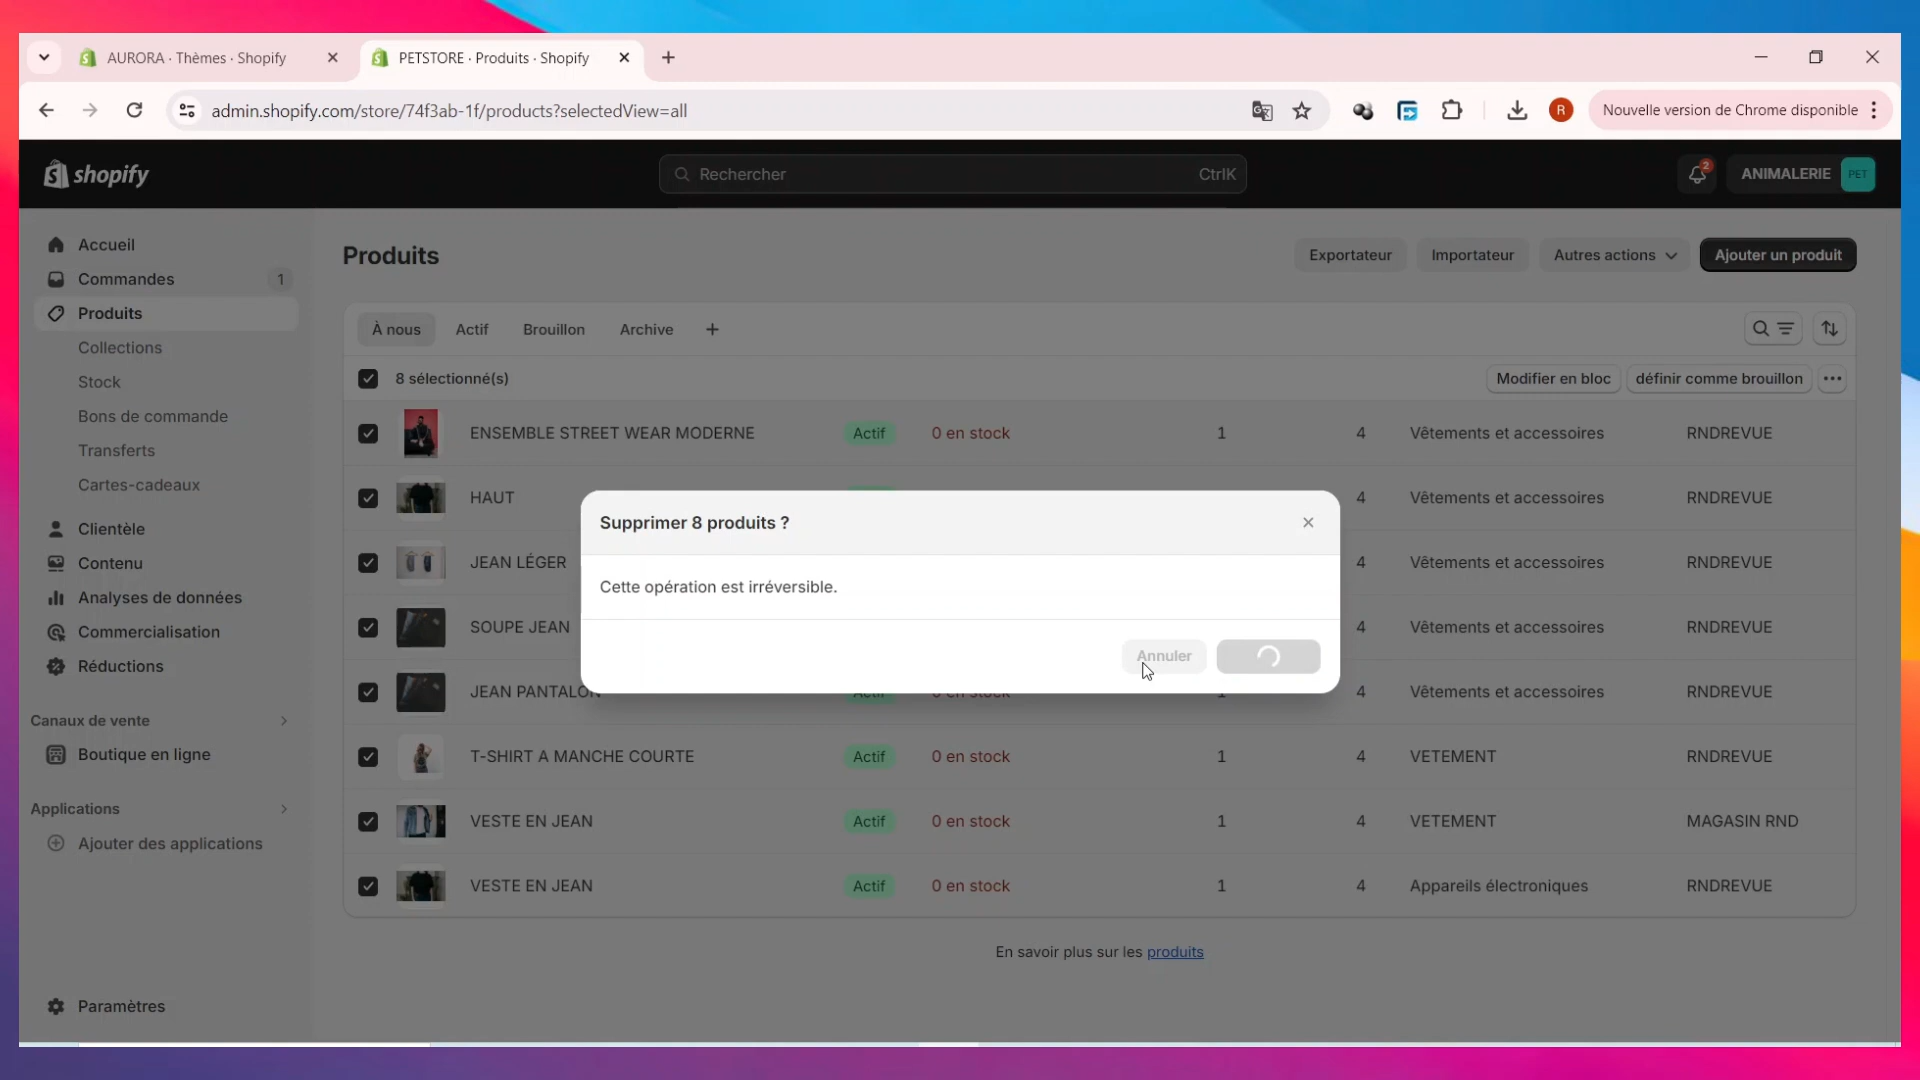 AURORA · Thèmes · Shopify
PETSTORE · Produits · Shopify
admin.shopify.com/store/74f3ab-1f/products?selectedView=all
R
Nouvelle version de Chrome disponible
shopify
Rechercher
CtrlK
2
ANIMALERIE
PET
Accueil
Commandes
1
Produits
Collections
Stock
Bons de commande
Transferts
Cartes-cadeaux
Clientèle
Contenu
Analyses de données
Commercialisation
Réductions
Canaux de vente
Boutique en ligne
Applications
Ajouter des applications
Paramètres
Produits
Exportateur
Importateur
Autres actions
Ajouter un produit
À nous
Actif
Brouillon
Archive
8 sélectionné(s)
Modifier en bloc
définir comme brouillon
ENSEMBLE STREET WEAR MODERNE Actif 0 en stock 1 4 Vêtements et accessoires RNDREVUE
HAUT 4 Vêtements et accessoires RNDREVUE
JEAN LÉGER 4 Vêtements et accessoires RNDREVUE
SOUPE JEAN 4 Vêtements et accessoires RNDREVUE
JEAN PANTALON Actif 0 en stock 1 4 Vêtements et accessoires RNDREVUE
T-SHIRT A MANCHE COURTE Actif 0 en stock 1 4 VETEMENT RNDREVUE
VESTE EN JEAN Actif 0 en stock 1 4 VETEMENT MAGASIN RND
VESTE EN JEAN Actif 0 en stock 1 4 Appareils électroniques RNDREVUE
Supprimer 8 produits ?
Cette opération est irréversible.
Annuler
En savoir plus sur les produits